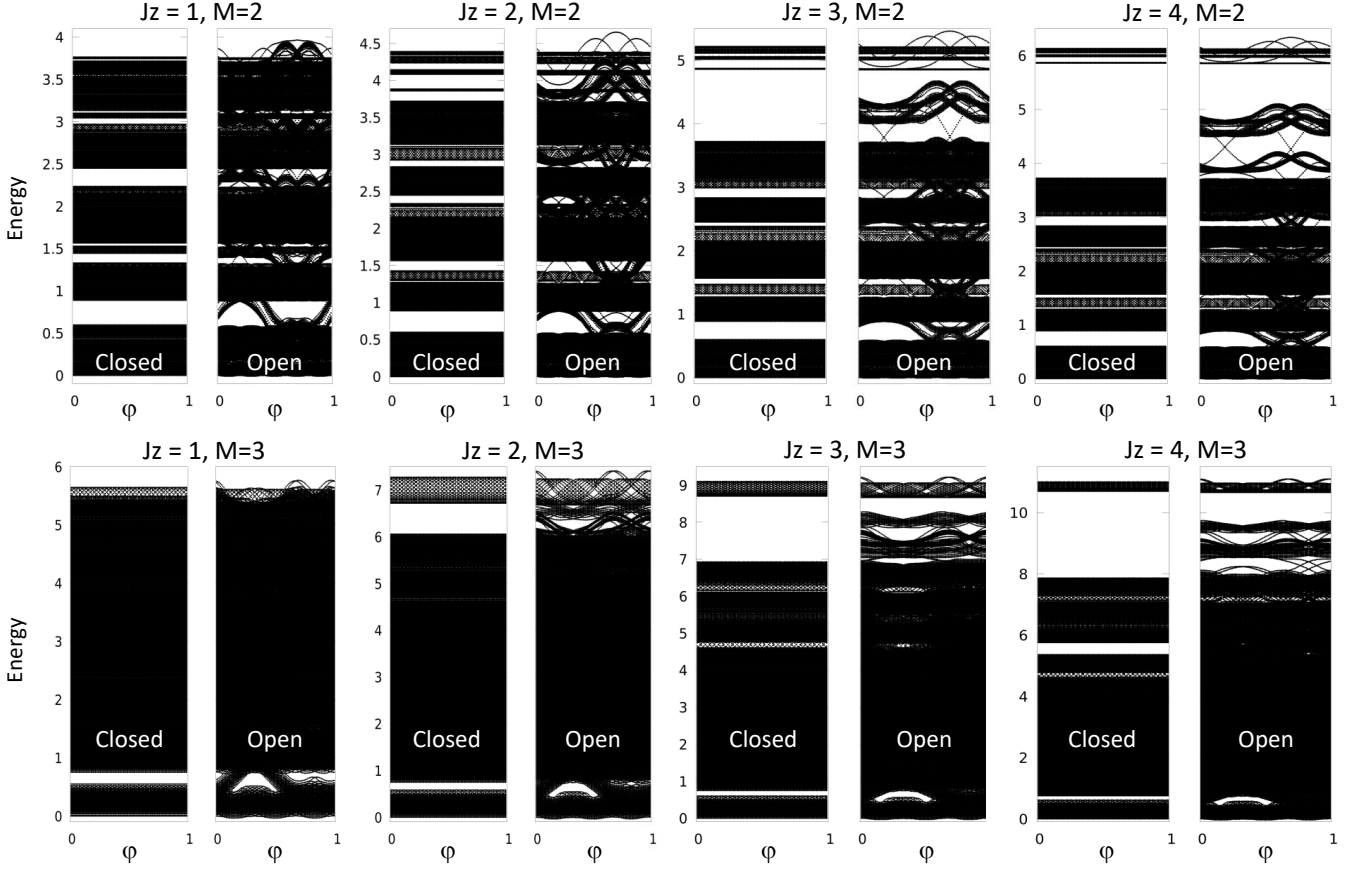 Jz = 1, M=2 Jz = 2, M=2 Jz = 3, M=2 Jz = 4, M=2
4 4.5 5 6
3.5 4 4 5
3 3.5 3 4
2.5 3 2 3
2 2.5 1 2
1.5 2 0 1
1 1.5 0
0.5 1
0 0.5
0
Energy
Closed Open Closed Open Closed Open Closed Open
0 1 0 1 0 1 0 1 0 1 0 1 0 1 0 1
φ φ φ φ φ φ φ φ
Jz = 1, M=3 Jz = 2, M=3 Jz = 3, M=3 Jz = 4, M=3
6 7 9 10
5 6 8 8
4 5 7 6
3 4 6 4
2 3 5 2
1 2 4 0
0 1 3
0 2
1
0
Energy
Closed Open Closed Open Closed Open Closed Open
0 1 0 1 0 1 0 1 0 1 0 1 0 1 0 1
φ φ φ φ φ φ φ φ